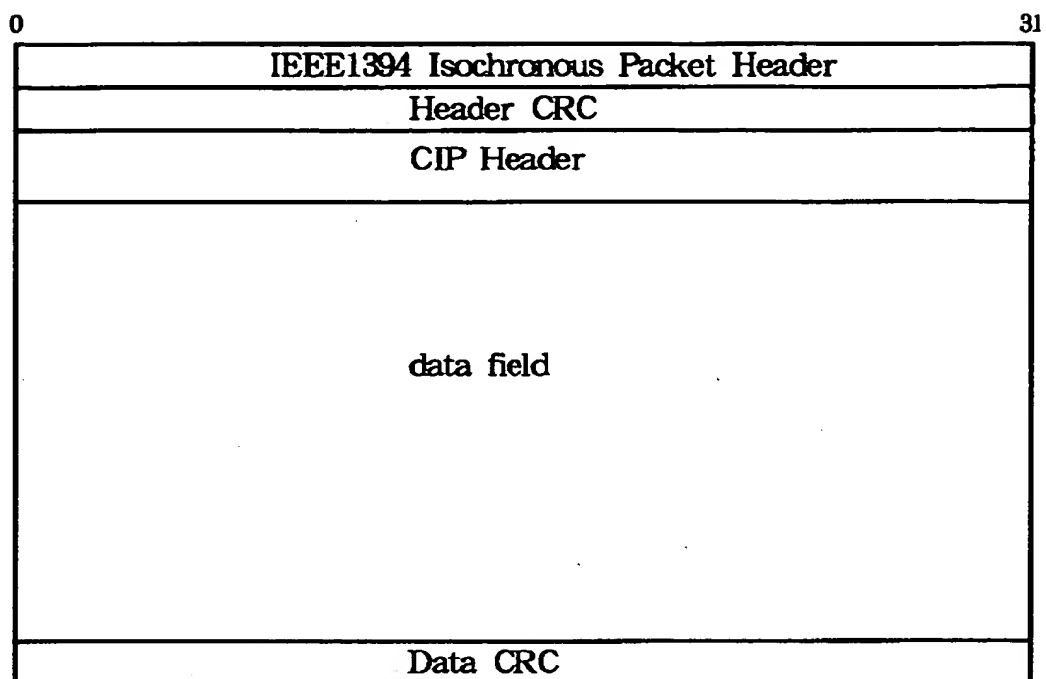 0 31
IEEE1394 Isochronous Packet Header
Header CRC
CIP Header
data field
Data CRC